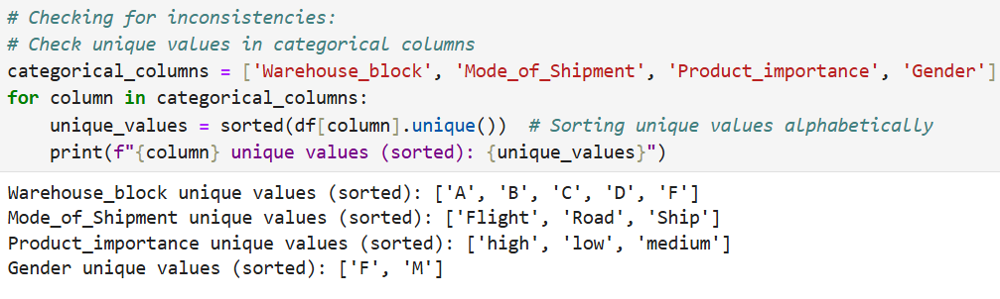 # Checking for inconsistencies:
# Check unique values in categorical columns
categorical_columns = ['Warehouse_block', 'Mode_of_Shipment', 'Product_importance', 'Gender']
for column in categorical_columns:
    unique_values = sorted(df[column].unique())  # Sorting unique values alphabetically
    print(f"{column} unique values (sorted): {unique_values}")
Warehouse_block unique values (sorted): ['A', 'B', 'C', 'D', 'F']
Mode_of_Shipment unique values (sorted): ['Flight', 'Road', 'Ship']
Product_importance unique values (sorted): ['high', 'low', 'medium']
Gender unique values (sorted): ['F', 'M']